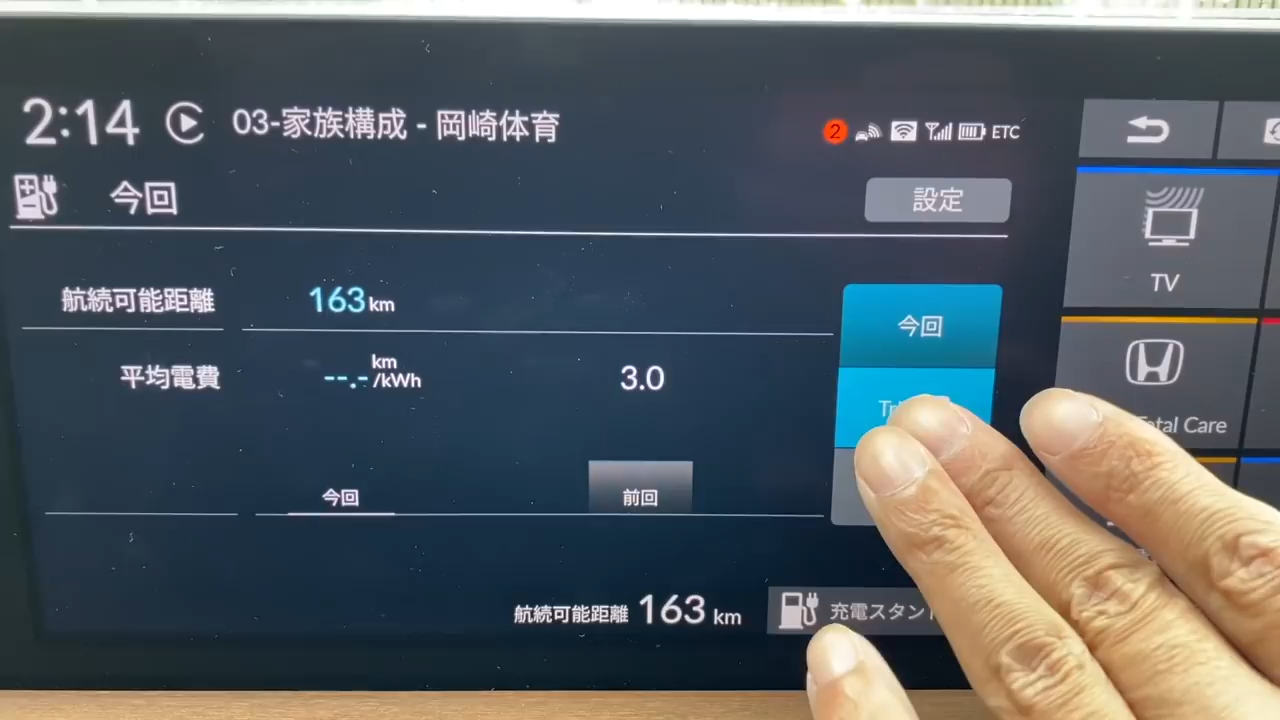 2:14 03-家族構成 - 岡崎体育
2 ETC
今回
設定
TV
航続可能距離 163 km
今回
平均電費 --.- km/kWh 3.0
Total Care
今回 前回
航続可能距離 163 km
充電スタン